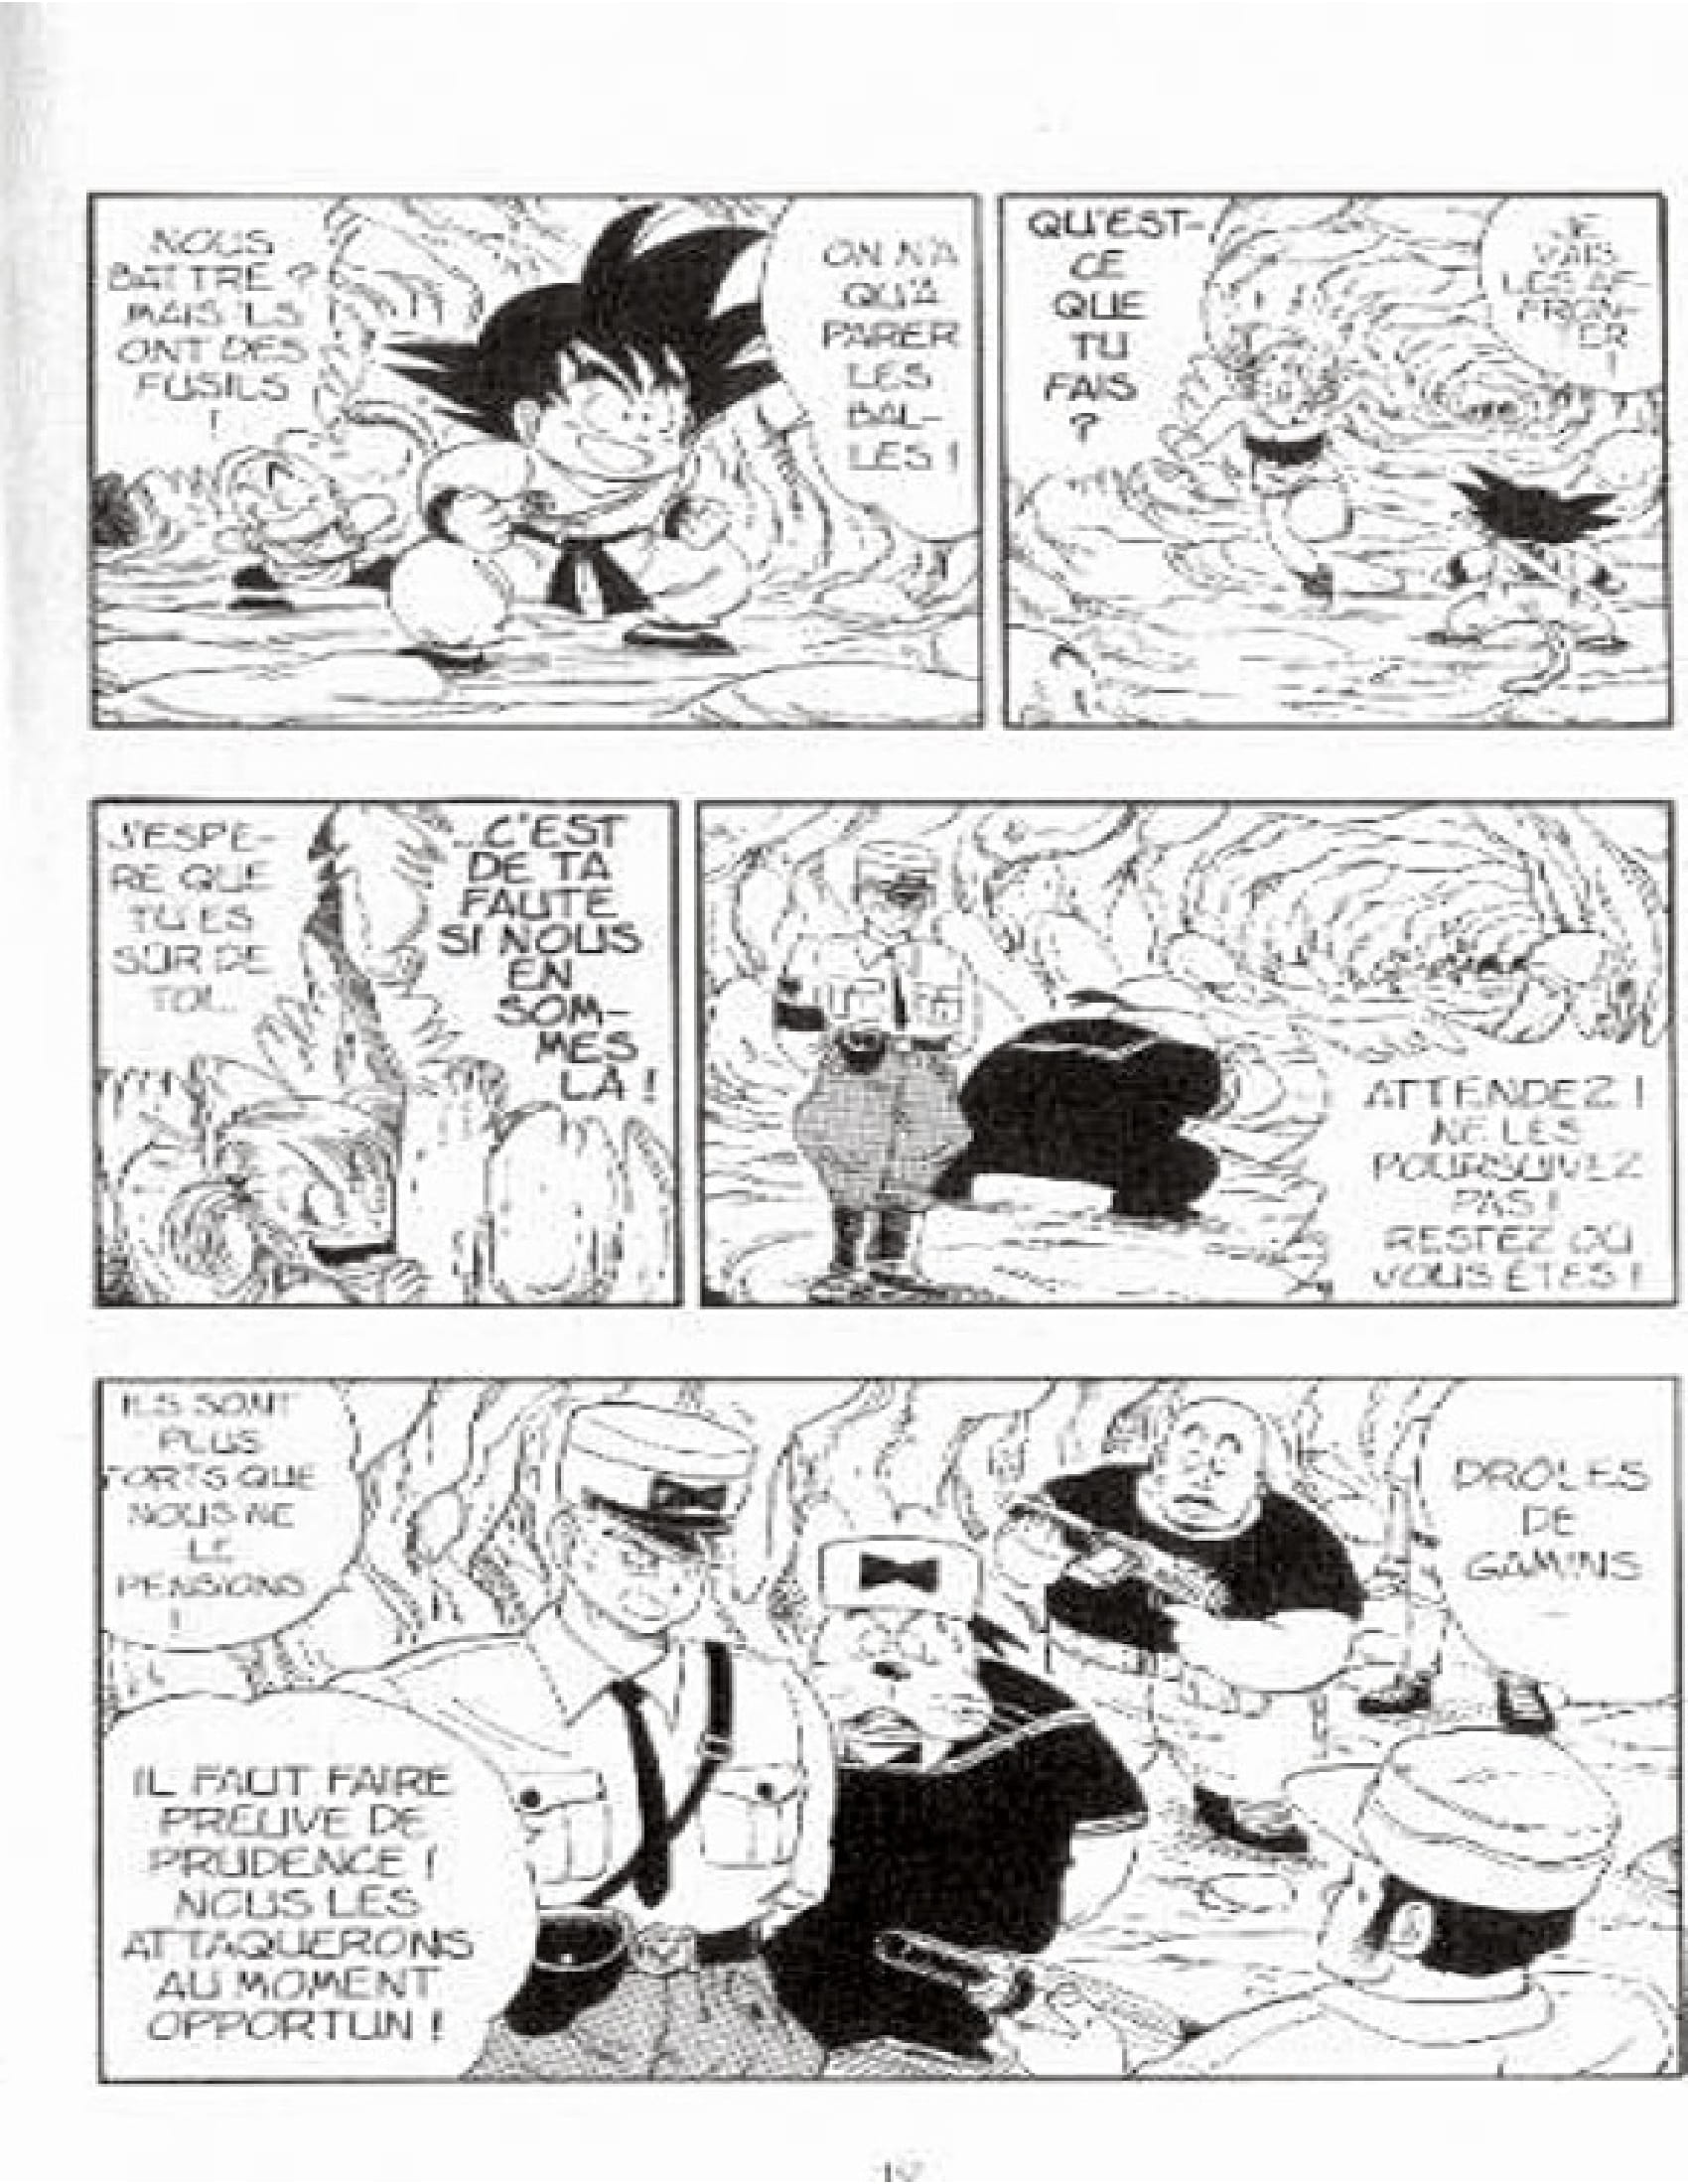 NOUS
BATTRE ?
MAIS ILS
ONT DES
FUSILS
!
ON N'A
QU'À
PARER
LES
BAL-
LES !
QU'EST-
CE
QUE
TU
FAIS
?
JE
VAIS
LES AF-
FRON-
TER
!
J'ESPÈ-
RE QUE
TU ES
SÛR DE
TOI...
...C'EST
DE TA
FAUTE
SI NOUS
EN
SOM-
MES
LÀ !
ATTENDEZ !
NE LES
POURSUIVEZ
PAS !
RESTEZ OÙ
VOUS ÊTES !
ILS SONT
PLUS
FORTS QUE
NOUS NE
LE
PENSIONS
!
IL FAUT FAIRE
PREUVE DE
PRUDENCE !
NOUS LES
ATTAQUERONS
AU MOMENT
OPPORTUN !
DRÔLES
DE
GAMINS
...